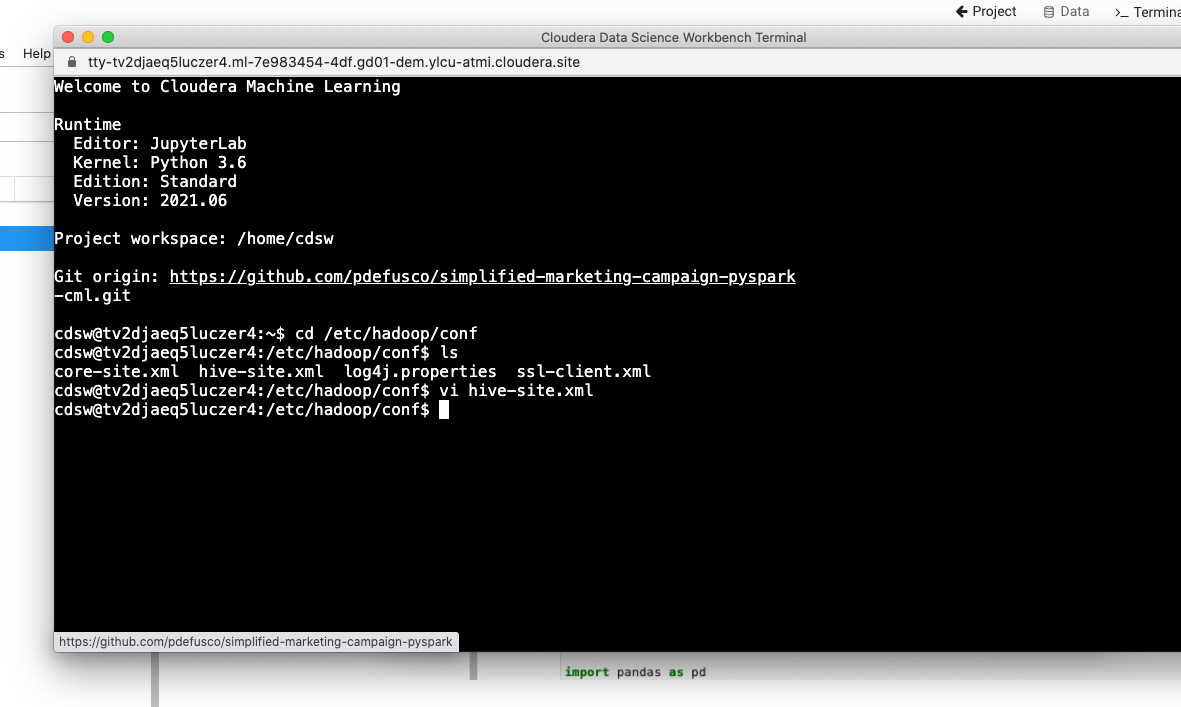 Project Data >_ Termina
Cloudera Data Science Workbench Terminal
s Help
tty-tv2djaeq5luczer4.ml-7e983454-4df.gd01-dem.ylcu-atmi.cloudera.site
Welcome to Cloudera Machine Learning
Runtime
Editor: JupyterLab
Kernel: Python 3.6
Edition: Standard
Version: 2021.06
Project workspace: /home/cdsw
Git origin: https://github.com/pdefusco/simplified-marketing-campaign-pyspark
-cml.git
cdsw@tv2djaeq5luczer4:~$ cd /etc/hadoop/conf
cdsw@tv2djaeq5luczer4:/etc/hadoop/conf$ ls
core-site.xml hive-site.xml log4j.properties ssl-client.xml
cdsw@tv2djaeq5luczer4:/etc/hadoop/conf$ vi hive-site.xml
cdsw@tv2djaeq5luczer4:/etc/hadoop/conf$
https://github.com/pdefusco/simplified-marketing-campaign-pyspark
import pandas as pd